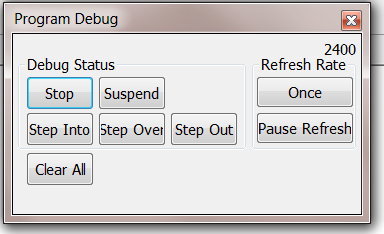 Program Debug
2400
Debug Status
Refresh Rate
Stop
Suspend
Once
Step Into
Step Over
Step Out
Pause Refresh
Clear All